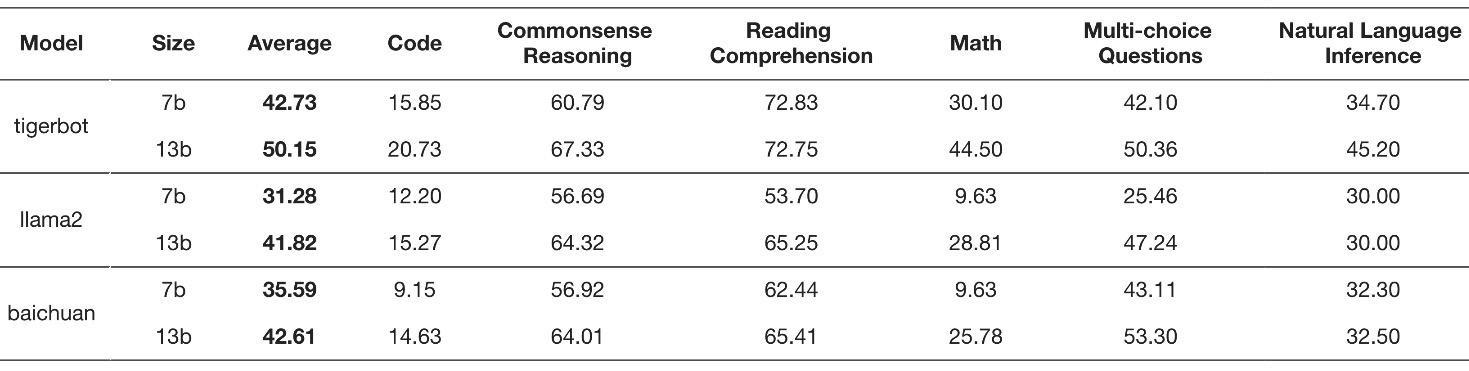 Model Size Average Code Commonsense Reasoning Reading Comprehension Math Multi-choice Questions Natural Language Inference
tigerbot
7b 42.73 15.85 60.79 72.83 30.10 42.10 34.70
13b 50.15 20.73 67.33 72.75 44.50 50.36 45.20
llama2
7b 31.28 12.20 56.69 53.70 9.63 25.46 30.00
13b 41.82 15.27 64.32 65.25 28.81 47.24 30.00
baichuan
7b 35.59 9.15 56.92 62.44 9.63 43.11 32.30
13b 42.61 14.63 64.01 65.41 25.78 53.30 32.50